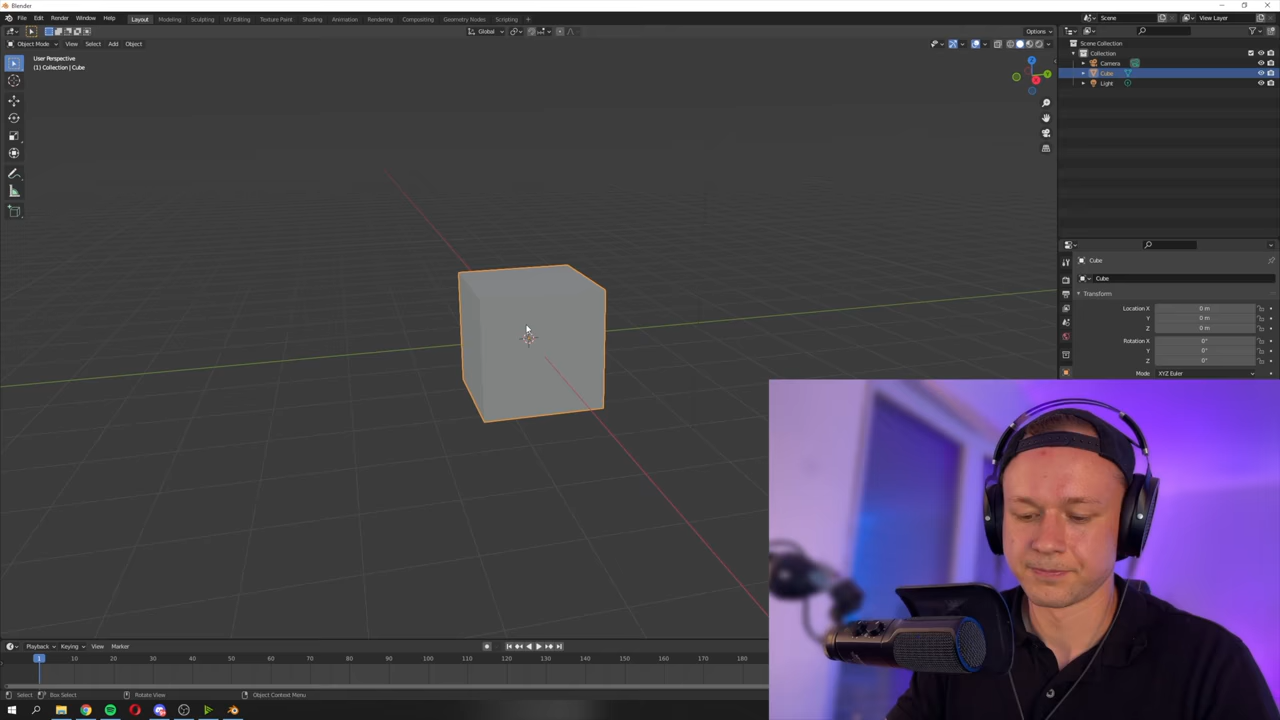 Blender
File Edit Render Window Help Layout Modeling Sculpting UV Editing Texture Paint Shading Animation Rendering Compositing Geometry Nodes Scripting + Scene View Layer
Global Options
Object Mode View Select Add Object
User Perspective
(1) Collection | Cube
Z
Y
X
Scene Collection
Collection
Camera
Cube
Light
Cube
Cube
Transform
Location X 0 m
Y 0 m
Z 0 m
Rotation X 0°
Y 0°
Z 0°
Mode XYZ Euler
Playback Keying View Marker
1 10 20 30 40 50 60 70 80 90 100 110 120 130 140 150 160 170 180
Select Box Select Rotate View Object Context Menu